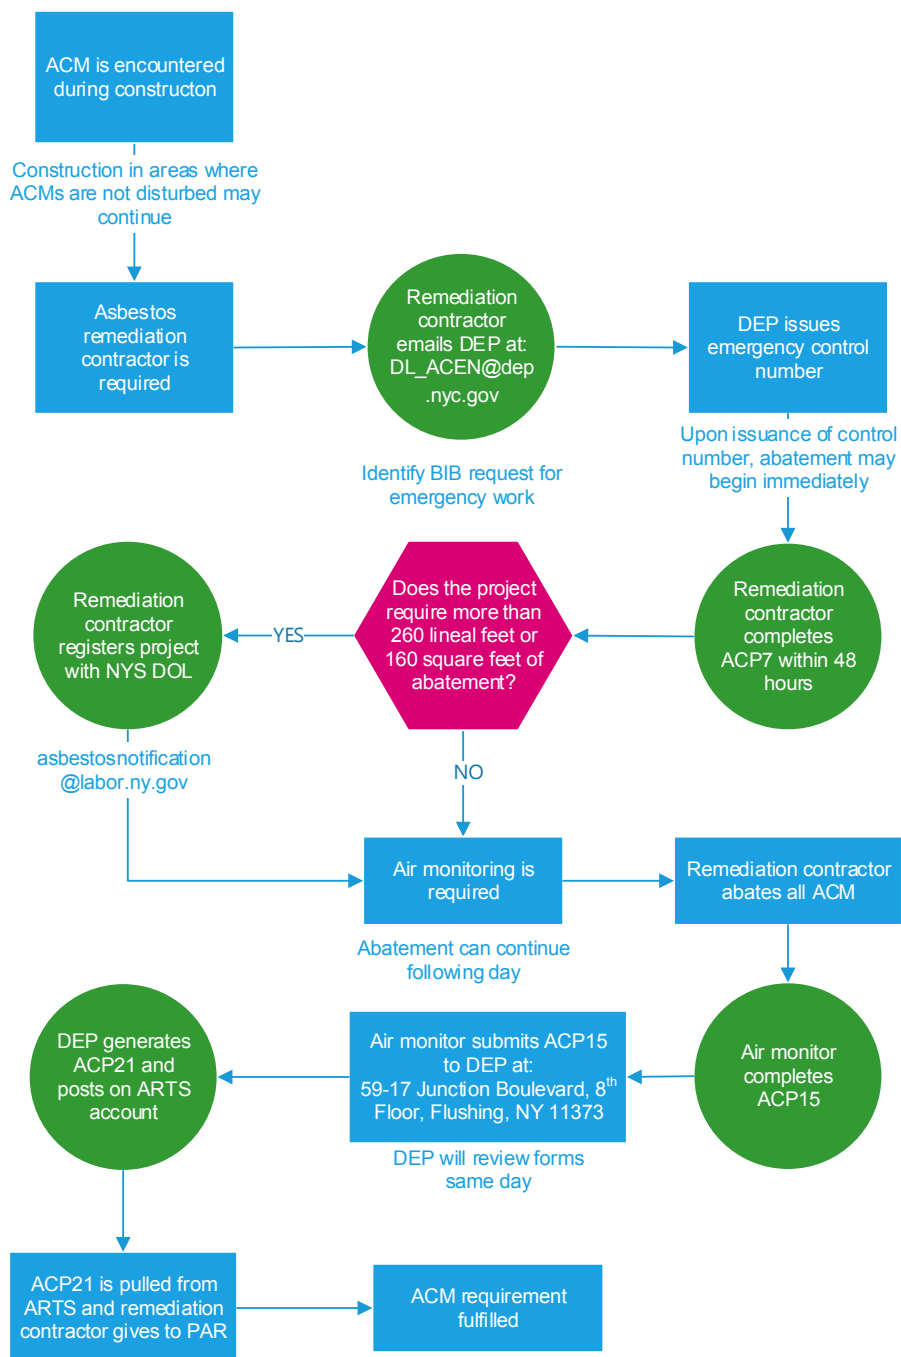 ACM is encountered
during constructon
Construction in areas where
ACMs are not disturbed may
continue
Asbestos
remediation
contractor is
required
Remediation
contractor
emails DEP at:
DL_ACEN@dep
.nyc.gov
Identify BIB request for
emergency work
DEP issues
emergency control
number
Upon issuance of control
number, abatement may
begin immediately
Remediation
contractor
completes
ACP7 within 48
hours
Does the project
require more than
260 lineal feet or
160 square feet of
abatement?
YES
Remediation
contractor
registers project
with NYS DOL
asbestosnotification
@labor.ny.gov
NO
Air monitoring is
required
Abatement can continue
following day
Remediation contractor
abates all ACM
Air monitor
completes
ACP15
Air monitor submits ACP15
to DEP at:
59-17 Junction Boulevard, 8th
Floor, Flushing, NY 11373
DEP will review forms
same day
DEP generates
ACP21 and
posts on ARTS
account
ACP21 is pulled from
ARTS and remediation
contractor gives to PAR
ACM requirement
fulfilled